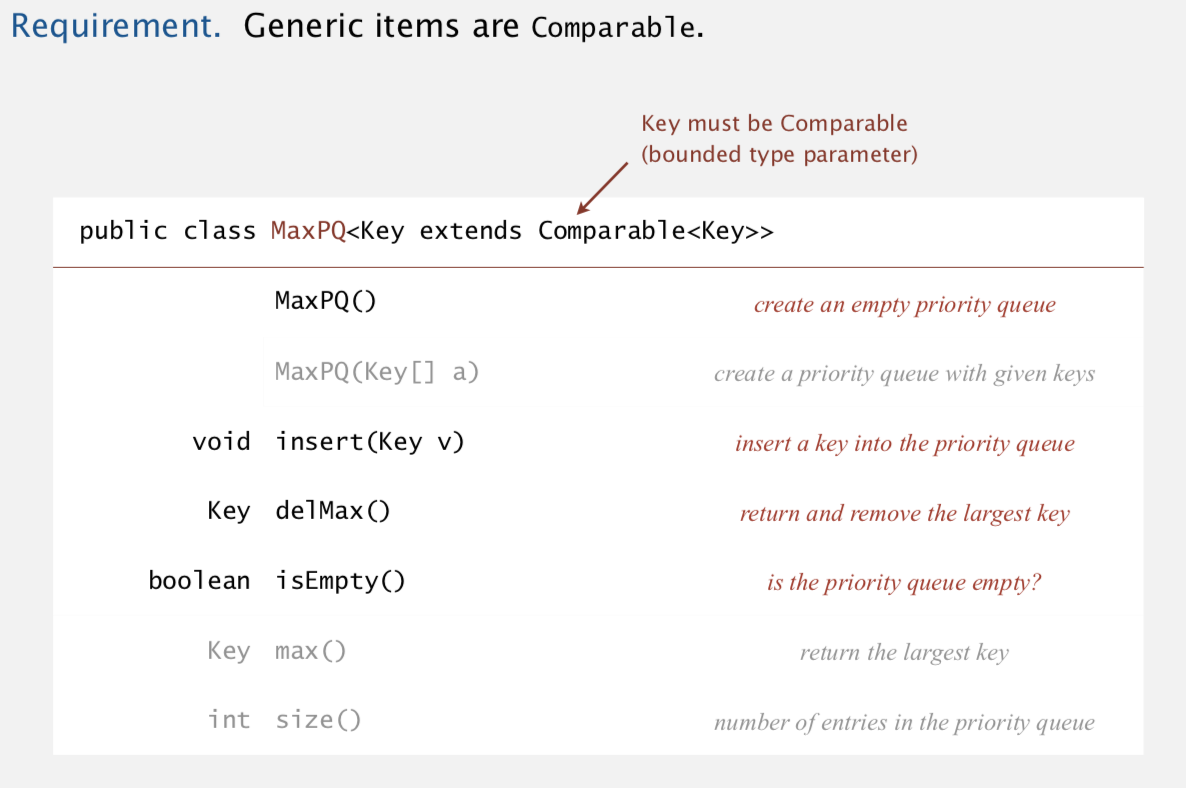 Requirement. Generic items are Comparable.
Key must be Comparable
(bounded type parameter)
public class MaxPQ<Key extends Comparable<Key>>
MaxPQ() create an empty priority queue
MaxPQ(Key[] a) create a priority queue with given keys
void insert(Key v) insert a key into the priority queue
Key delMax() return and remove the largest key
boolean isEmpty() is the priority queue empty?
Key max() return the largest key
int size() number of entries in the priority queue